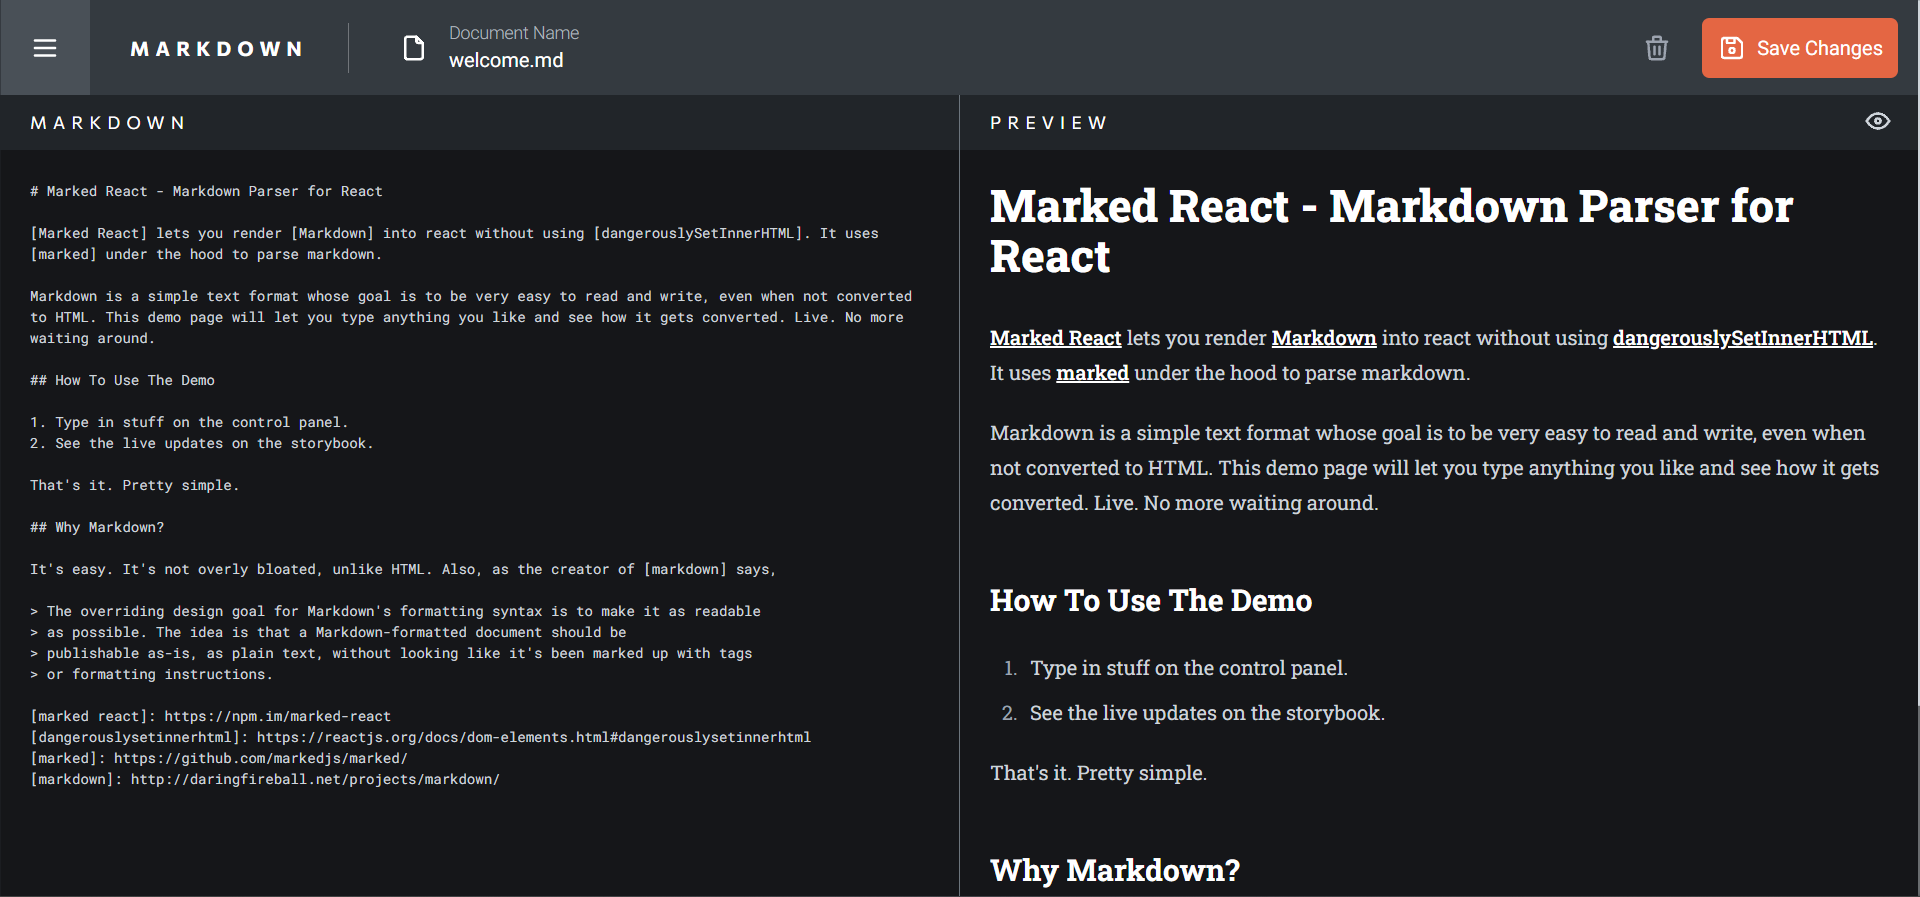 MARKDOWN
Document Name
welcome.md
Save Changes
MARKDOWN
# Marked React - Markdown Parser for React
[Marked React] lets you render [Markdown] into react without using [dangerouslySetInnerHTML]. It uses
[marked] under the hood to parse markdown.
Markdown is a simple text format whose goal is to be very easy to read and write, even when not converted
to HTML. This demo page will let you type anything you like and see how it gets converted. Live. No more
waiting around.
## How To Use The Demo
1. Type in stuff on the control panel.
2. See the live updates on the storybook.
That's it. Pretty simple.
## Why Markdown?
It's easy. It's not overly bloated, unlike HTML. Also, as the creator of [markdown] says,
> The overriding design goal for Markdown's formatting syntax is to make it as readable
> as possible. The idea is that a Markdown-formatted document should be
> publishable as-is, as plain text, without looking like it's been marked up with tags
> or formatting instructions.
[marked react]: https://npm.im/marked-react
[dangerouslysetinnerhtml]: https://reactjs.org/docs/dom-elements.html#dangerouslysetinnerhtml
[marked]: https://github.com/markedjs/marked/
[markdown]: http://daringfireball.net/projects/markdown/
PREVIEW
Marked React - Markdown Parser for
React
Marked React lets you render Markdown into react without using dangerouslySetInnerHTML.
It uses marked under the hood to parse markdown.
Markdown is a simple text format whose goal is to be very easy to read and write, even when
not converted to HTML. This demo page will let you type anything you like and see how it gets
converted. Live. No more waiting around.
How To Use The Demo
1. Type in stuff on the control panel.
2. See the live updates on the storybook.
That's it. Pretty simple.
Why Markdown?